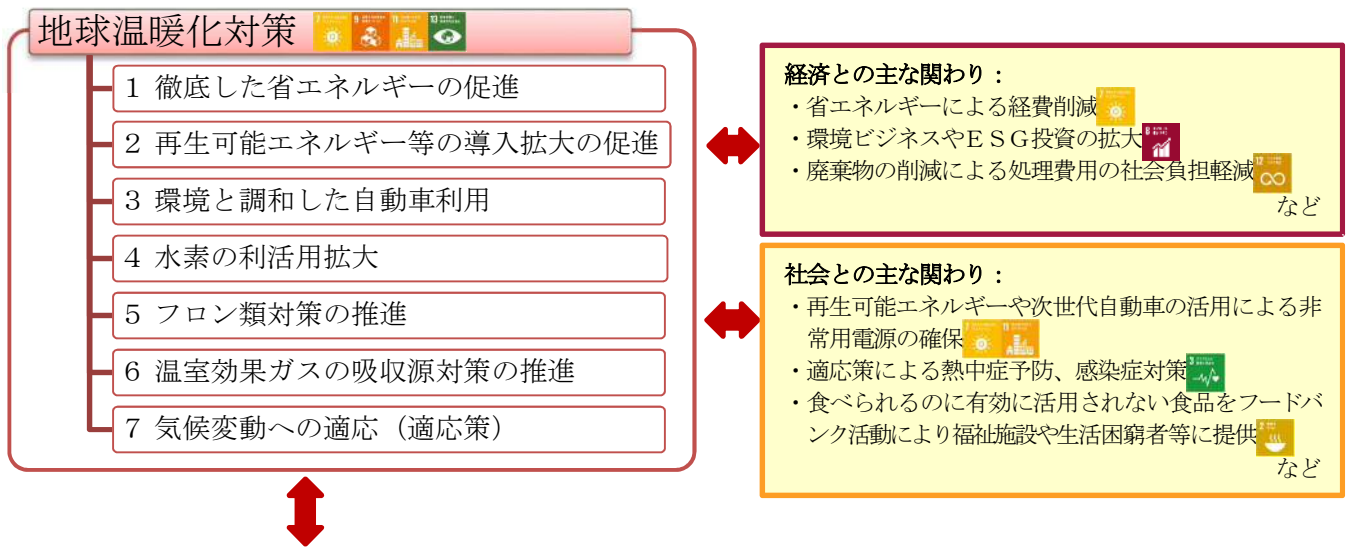 地球温暖化対策
１ 徹底した省エネルギーの促進
２ 再生可能エネルギー等の導入拡大の促進
３ 環境と調和した自動車利用
４ 水素の利活用拡大
５ フロン類対策の推進
６ 温室効果ガスの吸収源対策の推進
７ 気候変動への適応（適応策）
経済との主な関わり：
・省エネルギーによる経費削減
・環境ビジネスやＥＳＧ投資の拡大
・廃棄物の削減による処理費用の社会負担軽減
など
社会との主な関わり：
・再生可能エネルギーや次世代自動車の活用による非
常用電源の確保
・適応策による熱中症予防、感染症対策
・食べられるのに有効に活用されない食品をフードバ
ンク活動により福祉施設や生活困窮者等に提供
など